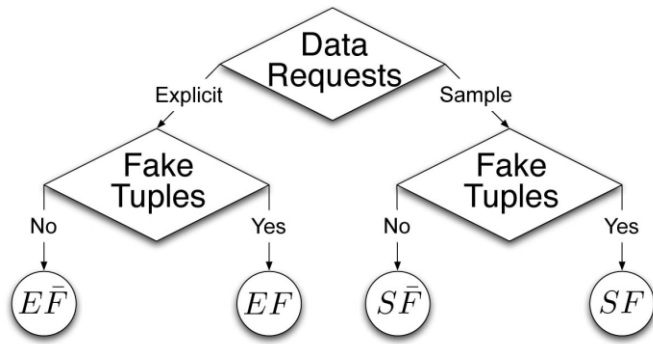 Data
Requests
Explicit
Sample
Fake
Tuples
Fake
Tuples
No
Yes
No
Yes
EF̄
EF
SF̄
SF